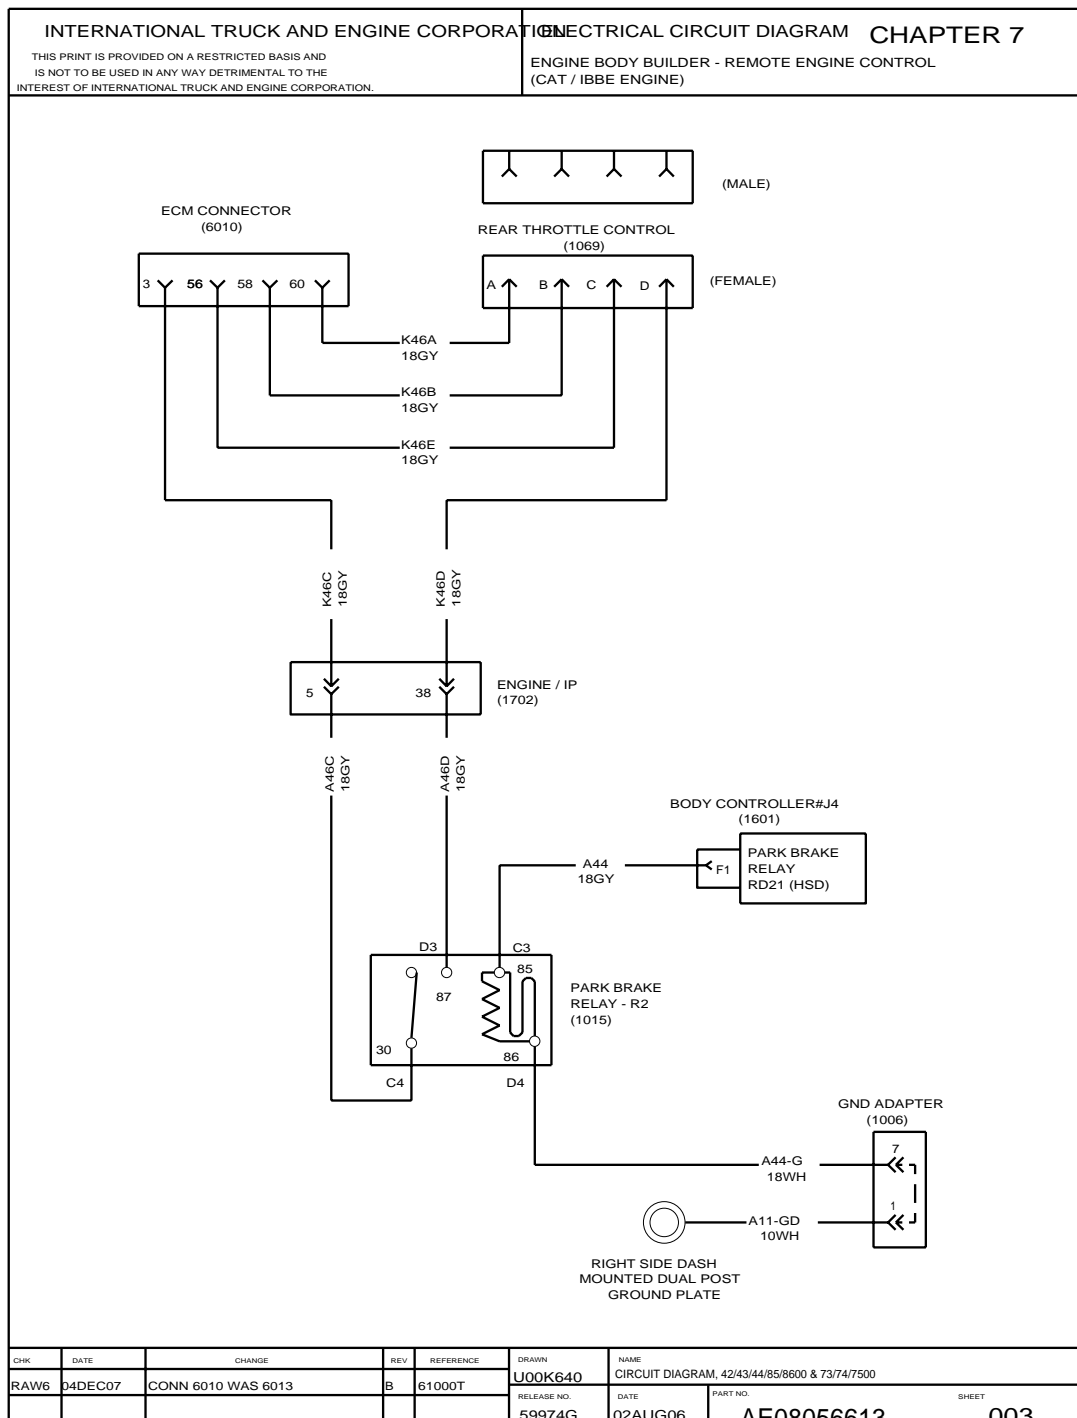 INTERNATIONAL TRUCK AND ENGINE CORPORATION
THIS PRINT IS PROVIDED ON A RESTRICTED BASIS AND
IS NOT TO BE USED IN ANY WAY DETRIMENTAL TO THE
INTEREST OF INTERNATIONAL TRUCK AND ENGINE CORPORATION.
ELECTRICAL CIRCUIT DIAGRAM CHAPTER 7
ENGINE BODY BUILDER - REMOTE ENGINE CONTROL
(CAT / IBBE ENGINE)
(MALE)
ECM CONNECTOR
(6010)
REAR THROTTLE CONTROL
(1069)
(FEMALE)
3 56 58 60
A B C D
K46A
18GY
K46B
18GY
K46E
18GY
K46C
18GY
K46D
18GY
5 38
ENGINE / IP
(1702)
A46C
18GY
A46D
18GY
BODY CONTROLLER#J4
(1601)
A44
18GY
F1
PARK BRAKE
RELAY
RD21 (HSD)
D3 C3
85
87
30
86
C4 D4
PARK BRAKE
RELAY - R2
(1015)
GND ADAPTER
(1006)
7
A44-G
18WH
1
A11-GD
10WH
RIGHT SIDE DASH
MOUNTED DUAL POST
GROUND PLATE
CHK DATE CHANGE REV REFERENCE
RAW6 04DEC07 CONN 6010 WAS 6013 B 61000T
DRAWN
U00K640
NAME
CIRCUIT DIAGRAM, 42/43/44/85/8600 & 73/74/7500
RELEASE NO.
59974G
DATE
02AUG06
PART NO.
AE08056613
SHEET
003